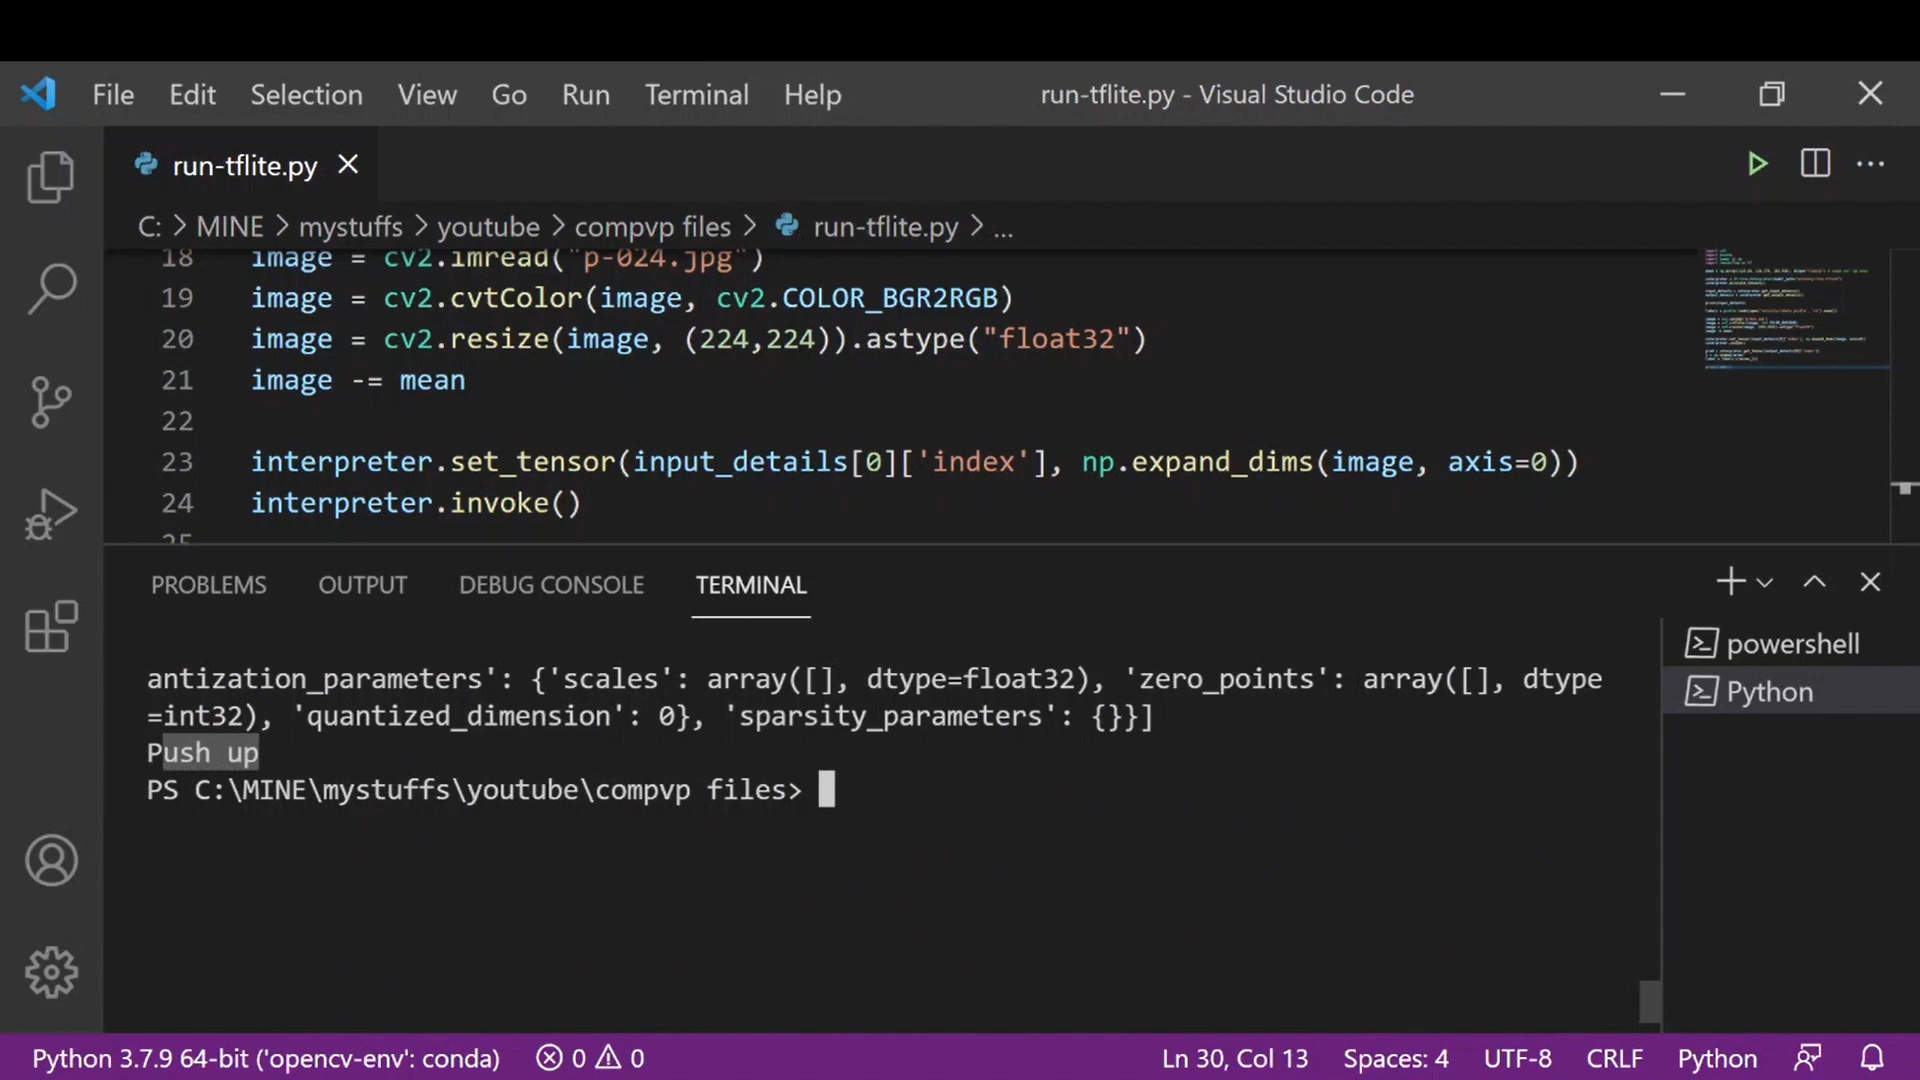 File Edit Selection View Go Run Terminal Help run-tflite.py - Visual Studio Code
run-tflite.py
C: > MINE > mystuffs > youtube > compvp files > run-tflite.py > ...
18 image = cv2.imread("p-024.jpg")
19 image = cv2.cvtColor(image, cv2.COLOR_BGR2RGB)
20 image = cv2.resize(image, (224,224)).astype("float32")
21 image -= mean
22
23 interpreter.set_tensor(input_details[0]['index'], np.expand_dims(image, axis=0))
24 interpreter.invoke()
25
PROBLEMS OUTPUT DEBUG CONSOLE TERMINAL
antization_parameters': {'scales': array([], dtype=float32), 'zero_points': array([], dtype
=int32), 'quantized_dimension': 0}, 'sparsity_parameters': {}}]
Push up
PS C:\MINE\mystuffs\youtube\compvp files>
powershell
Python
Python 3.7.9 64-bit ('opencv-env': conda) 0 0 Ln 30, Col 13 Spaces: 4 UTF-8 CRLF Python